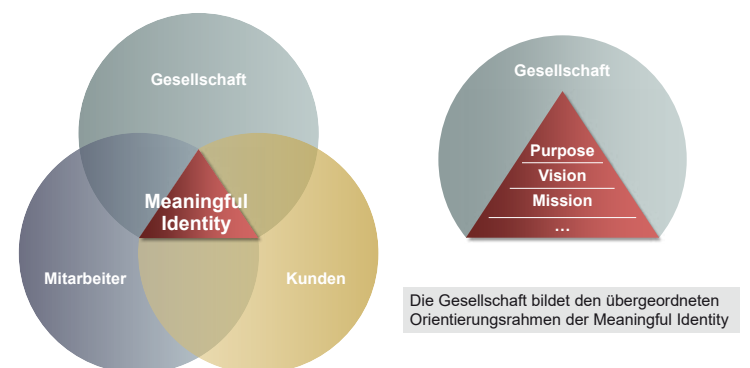 Gesellschaft
Meaningful
Identity
Mitarbeiter
Kunden
Gesellschaft
Purpose
Vision
Mission
...
Die Gesellschaft bildet den übergeordneten
Orientierungsrahmen der Meaningful Identity